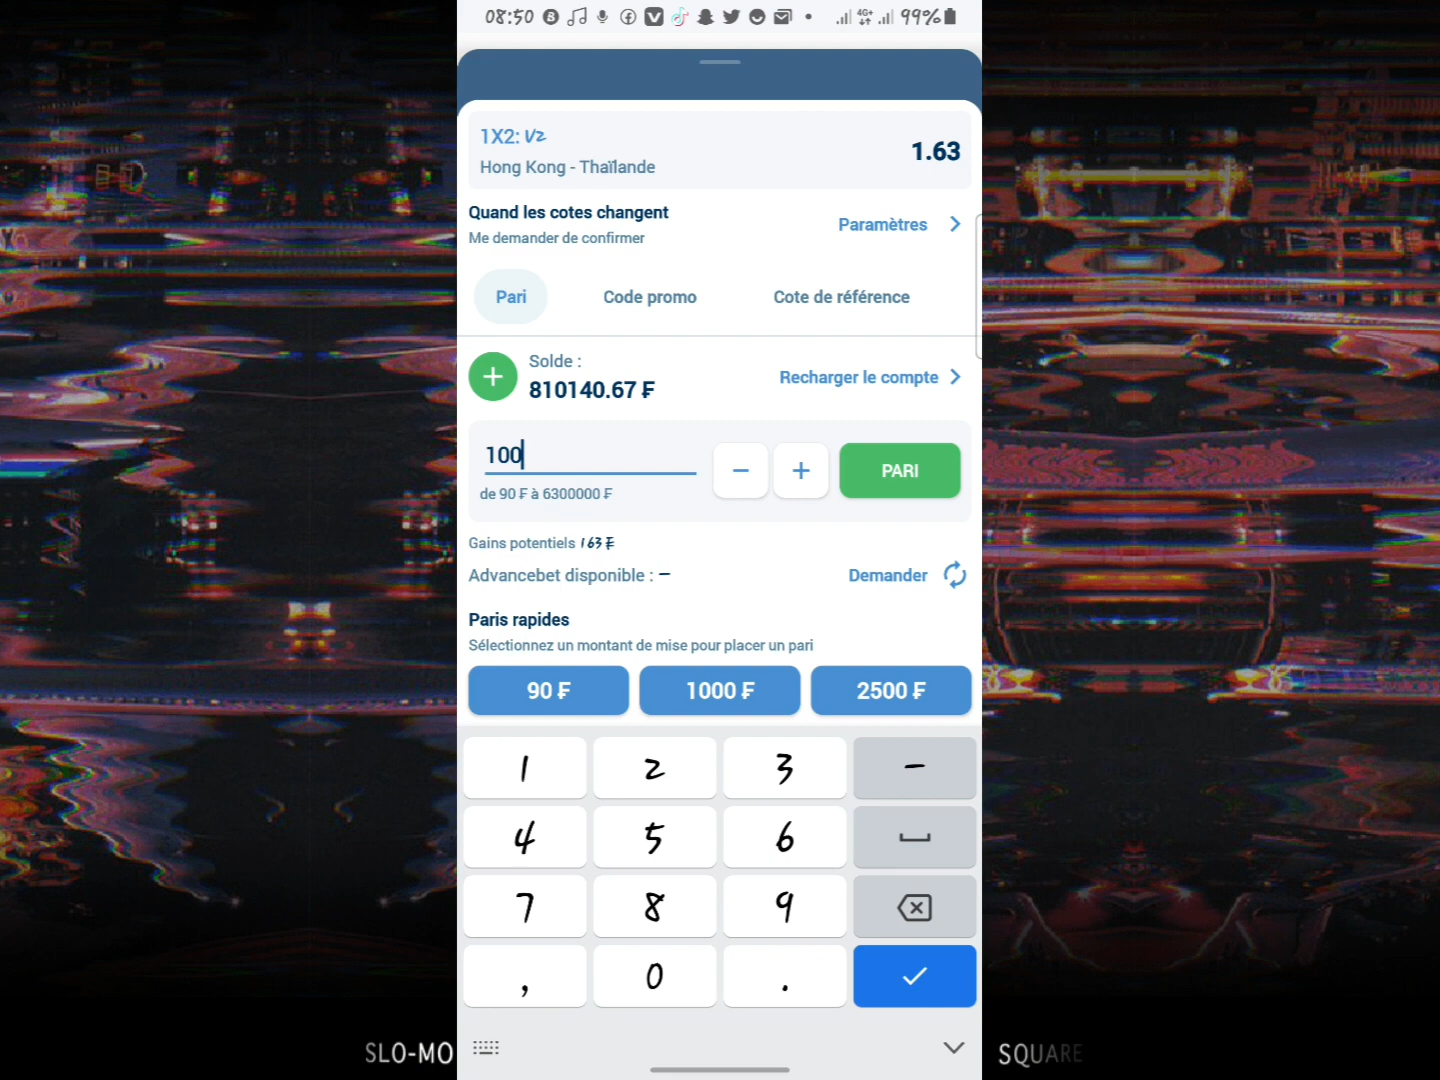 08:50 4G+ 99%
1X2: V2
Hong Kong - Thaïlande
1.63
Quand les cotes changent
Me demander de confirmer
Paramètres
Pari Code promo Cote de référence
Solde :
810140.67 ₣
Recharger le compte
100
de 90 ₣ à 6300000 ₣
PARI
Gains potentiels 163 ₣
Advancebet disponible : –
Demander
Paris rapides
Sélectionnez un montant de mise pour placer un pari
90 ₣ 1000 ₣ 2500 ₣
1 2 3 –
4 5 6
7 8 9
, 0 .
SLO-MO SQUARE